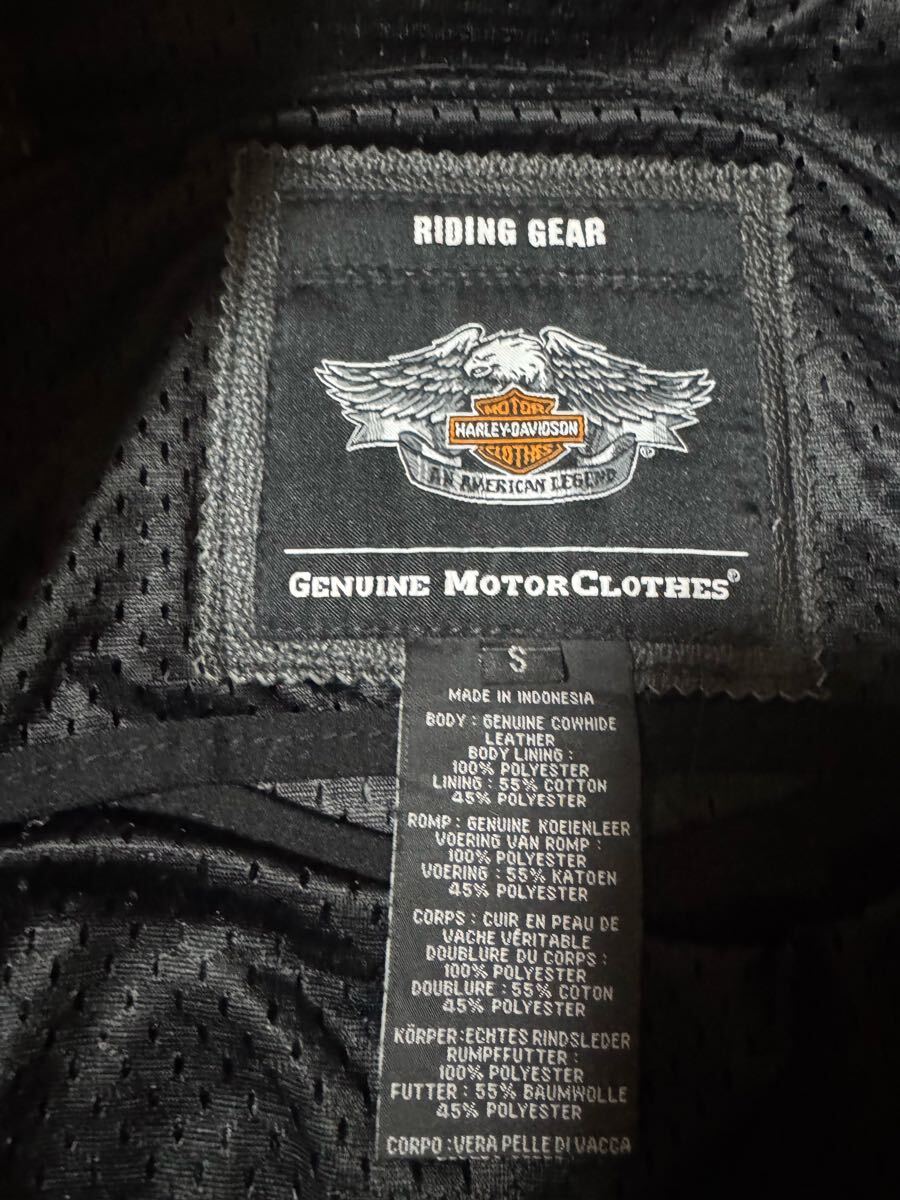 RIDING GEAR
MOTOR
HARLEY-DAVIDSON
CLOTHES
®
AN AMERICAN LEGEND
GENUINE MOTORCLOTHES®
S
MADE IN INDONESIA
BODY : GENUINE COWHIDE
LEATHER
BODY LINING :
100% POLYESTER
LINING : 55% COTTON
45% POLYESTER
ROMP : GENUINE KOEIENLEER
VOERING VAN ROMP :
100% POLYESTER
VOERING : 55% KATOEN
45% POLYESTER
CORPS : CUIR EN PEAU DE
VACHE VÉRITABLE
DOUBLURE DU CORPS :
100% POLYESTER
DOUBLURE : 55% COTON
45% POLYESTER
KÖRPER :ECHTES RINDSLEDER
RUMPFFUTTER :
100% POLYESTER
FUTTER : 55% BAUMWOLLE
45% POLYESTER
CORPO : VERA PELLE DI VACCA